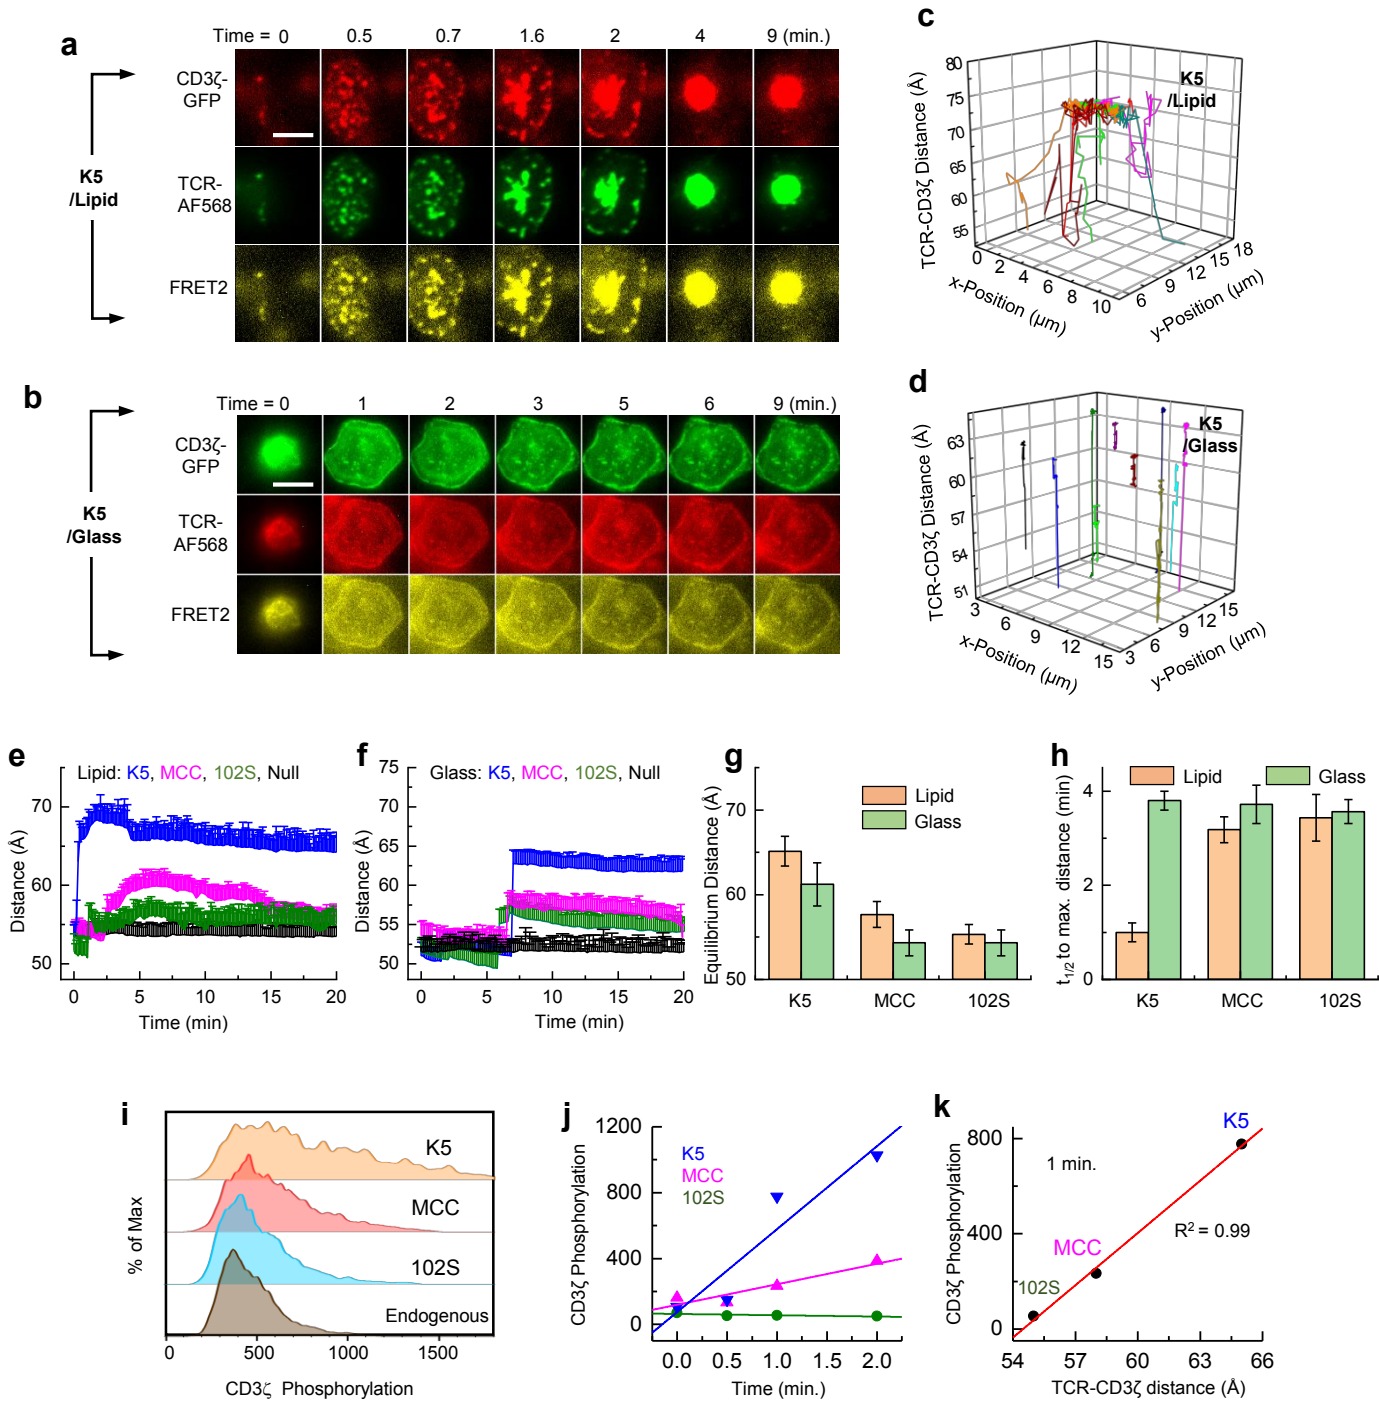 a
Time = 0 0.5 0.7 1.6 2 4 9 (min.)
CD3ζ-
GFP
TCR-
AF568
FRET2
K5
/Lipid
b
Time = 0 1 2 3 5 6 9 (min.)
CD3ζ-
GFP
TCR-
AF568
FRET2
K5
/Glass
c
K5
/Lipid
TCR-CD3ζ Distance (Å)
80
75
70
65
60
55
0 2 4 6 8 10
x-Position (μm)
6 9 12 15 18
y-Position (μm)
d
K5
/Glass
TCR-CD3ζ Distance (Å)
63
60
57
54
51
3 6 9 12 15
x-Position (μm)
3 6 9 12 15
y-Position (μm)
e
Lipid: K5, MCC, 102S, Null
Distance (Å)
70
60
50
0 5 10 15 20
Time (min)
f
Glass: K5, MCC, 102S, Null
Distance (Å)
75
70
65
60
55
50
0 5 10 15 20
Time (min)
g
Lipid
Glass
Equilibrium Distance (Å)
70
60
50
K5 MCC 102S
h
Lipid Glass
t1/2 to max. distance (min)
4
2
0
K5 MCC 102S
i
K5
MCC
102S
Endogenous
% of Max
0 500 1000 1500
CD3ζ Phosphorylation
j
K5
MCC
102S
CD3ζ Phosphorylation
1200
800
400
0
0.0 0.5 1.0 1.5 2.0
Time (min.)
k
K5
1 min.
MCC
R² = 0.99
102S
CD3ζ Phosphorylation
800
400
0
54 57 60 63 66
TCR-CD3ζ distance (Å)